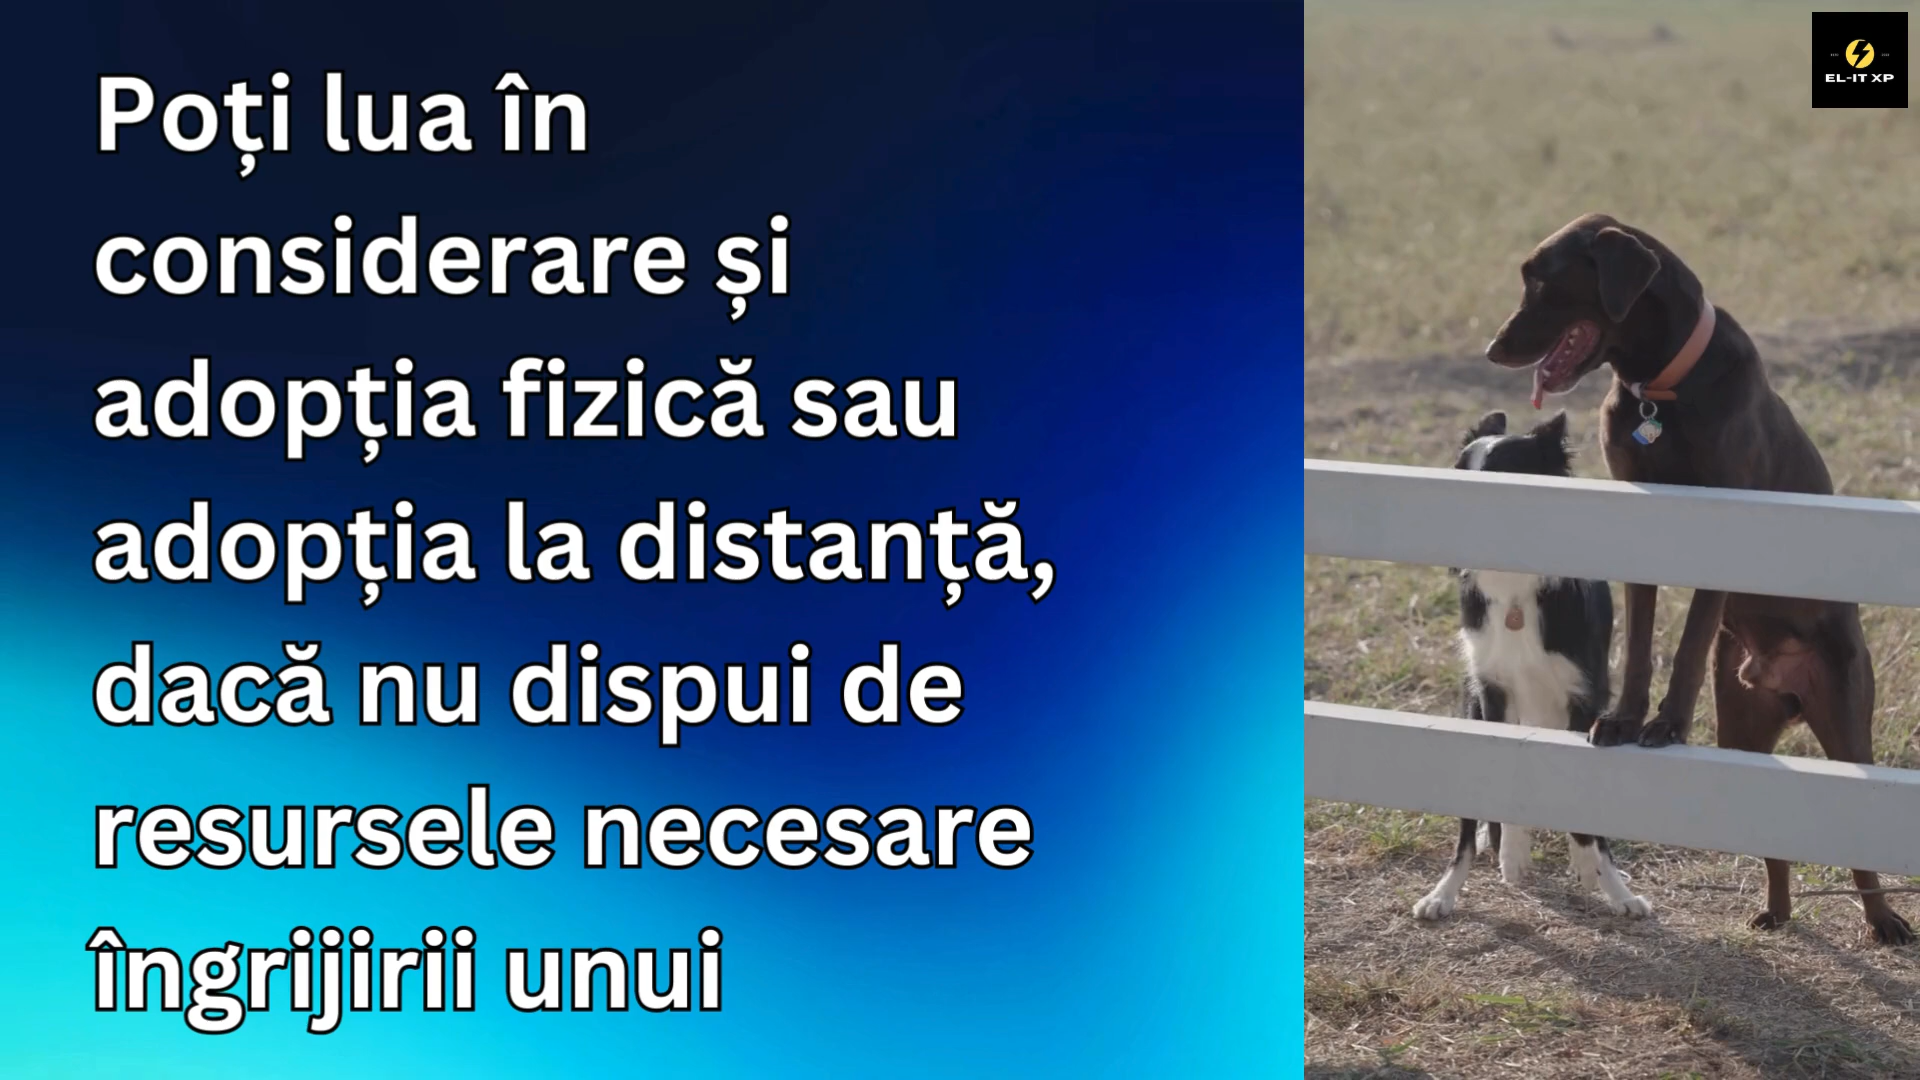 Poți lua în
considerare și
adopția fizică sau
adopția la distanță,
dacă nu dispui de
resursele necesare
îngrijirii unui
EL-IT XP